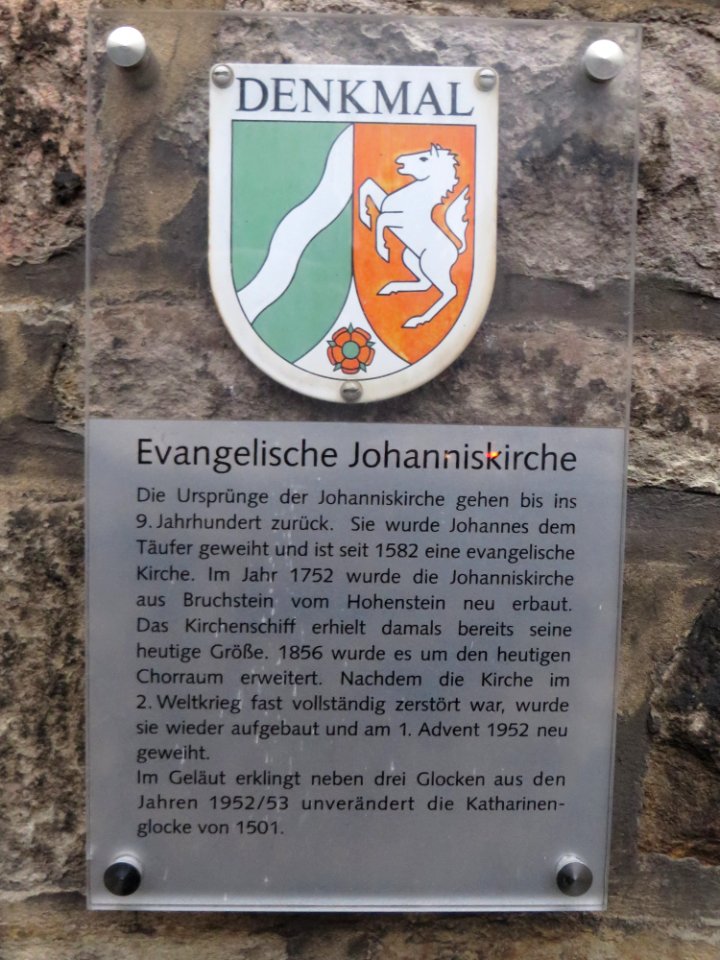 DENKMAL
Evangelische Johanniskirche
Die Ursprünge der Johanniskirche gehen bis ins
9. Jahrhundert zurück. Sie wurde Johannes dem
Täufer geweiht und ist seit 1582 eine evangelische
Kirche. Im Jahr 1752 wurde die Johanniskirche
aus Bruchstein vom Hohenstein neu erbaut.
Das Kirchenschiff erhielt damals bereits seine
heutige Größe. 1856 wurde es um den heutigen
Chorraum erweitert. Nachdem die Kirche im
2. Weltkrieg fast vollständig zerstört war, wurde
sie wieder aufgebaut und am 1. Advent 1952 neu
geweiht.
Im Geläut erklingt neben drei Glocken aus den
Jahren 1952/53 unverändert die Katharinen-
glocke von 1501.